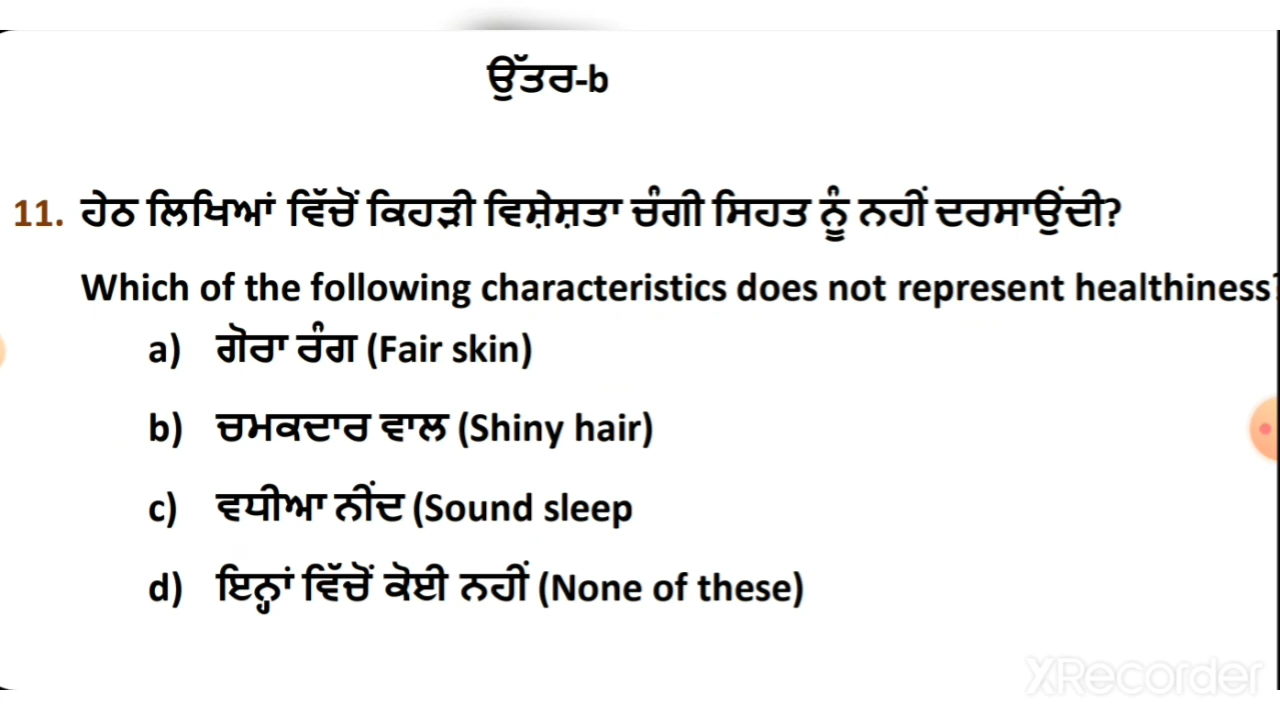 ਉੱਤਰ-b
11. ਹੇਠ ਲਿਖਿਆਂ ਵਿੱਚੋਂ ਕਿਹੜੀ ਵਿਸ਼ੇਸ਼ਤਾ ਚੰਗੀ ਸਿਹਤ ਨੂੰ ਨਹੀਂ ਦਰਸਾਉਂਦੀ?
Which of the following characteristics does not represent healthiness?
a) ਗੋਰਾ ਰੰਗ (Fair skin)
b) ਚਮਕਦਾਰ ਵਾਲ (Shiny hair)
c) ਵਧੀਆ ਨੀਂਦ (Sound sleep
d) ਇਨ੍ਹਾਂ ਵਿੱਚੋਂ ਕੋਈ ਨਹੀਂ (None of these)
XRecorder